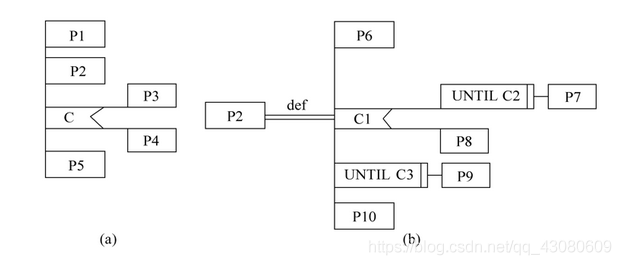 P1
P2
P3
C
P4
P5
(a)
P6
UNTIL C2
P7
def
P2
C1
P8
UNTIL C3
P9
P10
(b)
https://blog.csdn.net/qq_43080609